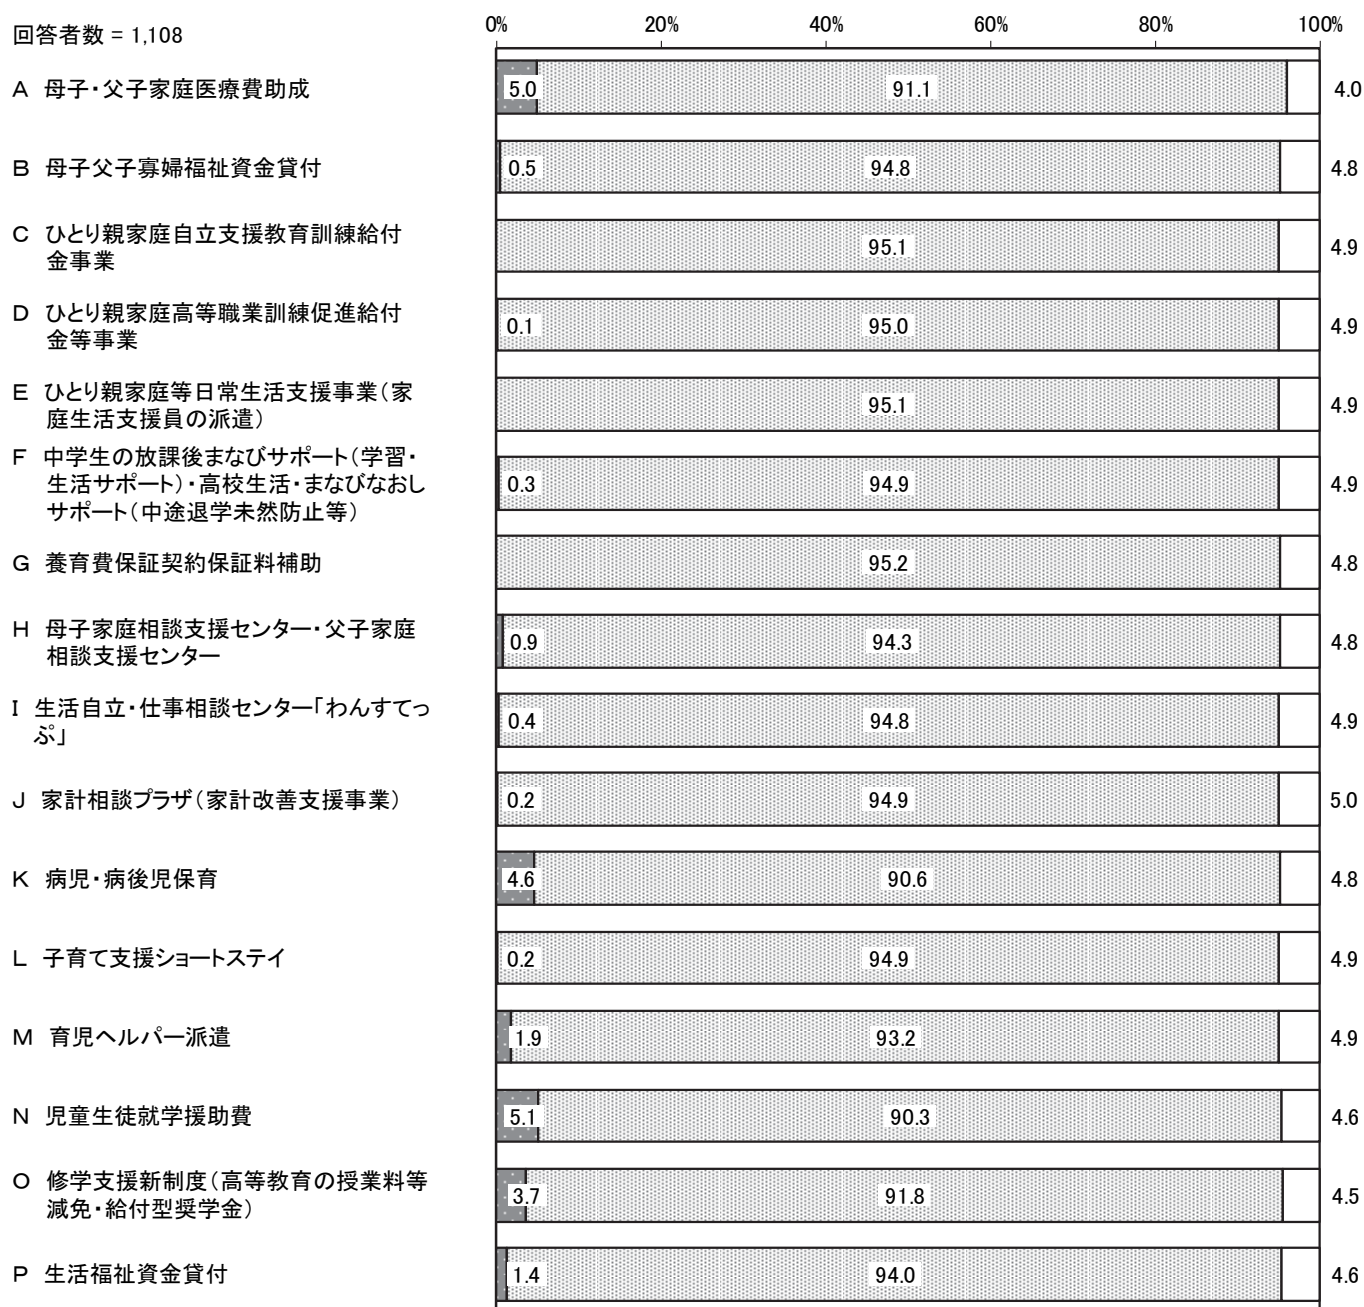 0% 20% 40% 60% 80% 100%
回答者数 = 1,108
A 母子・父子家庭医療費助成 5.0 91.1 4.0
B 母子父子寡婦福祉資金貸付 0.5 94.8 4.8
C ひとり親家庭自立支援教育訓練給付
金事業 95.1 4.9
D ひとり親家庭高等職業訓練促進給付
金等事業 0.1 95.0 4.9
E ひとり親家庭等日常生活支援事業（家
庭生活支援員の派遣） 95.1 4.9
F 中学生の放課後まなびサポート（学習・
生活サポート）・高校生活・まなびなおし 0.3 94.9 4.9
サポート（中途退学未然防止等）
G 養育費保証契約保証料補助 95.2 4.8
H 母子家庭相談支援センター・父子家庭
相談支援センター 0.9 94.3 4.8
I 生活自立・仕事相談センター「わんすてっ
ぷ」 0.4 94.8 4.9
J 家計相談プラザ（家計改善支援事業） 0.2 94.9 5.0
K 病児・病後児保育 4.6 90.6 4.8
L 子育て支援ショートステイ 0.2 94.9 4.9
M 育児ヘルパー派遣 1.9 93.2 4.9
N 児童生徒就学援助費 5.1 90.3 4.6
O 修学支援新制度（高等教育の授業料等
減免・給付型奨学金） 3.7 91.8 4.5
P 生活福祉資金貸付 1.4 94.0 4.6